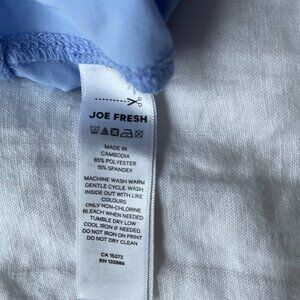 JOE FRESH
MADE IN
CAMBODIA
85% POLYESTER
15% SPANDEX
MACHINE WASH WARM
GENTLE CYCLE. WASH
INSIDE OUT WITH LIKE
COLOURS
ONLY NON-CHLORINE
BLEACH WHEN NEEDED
TUMBLE DRY LOW
COOL IRON IF NEEDED.
DO NOT IRON ON PRINT
DO NOT DRY CLEAN
CA 15372
RN 133986